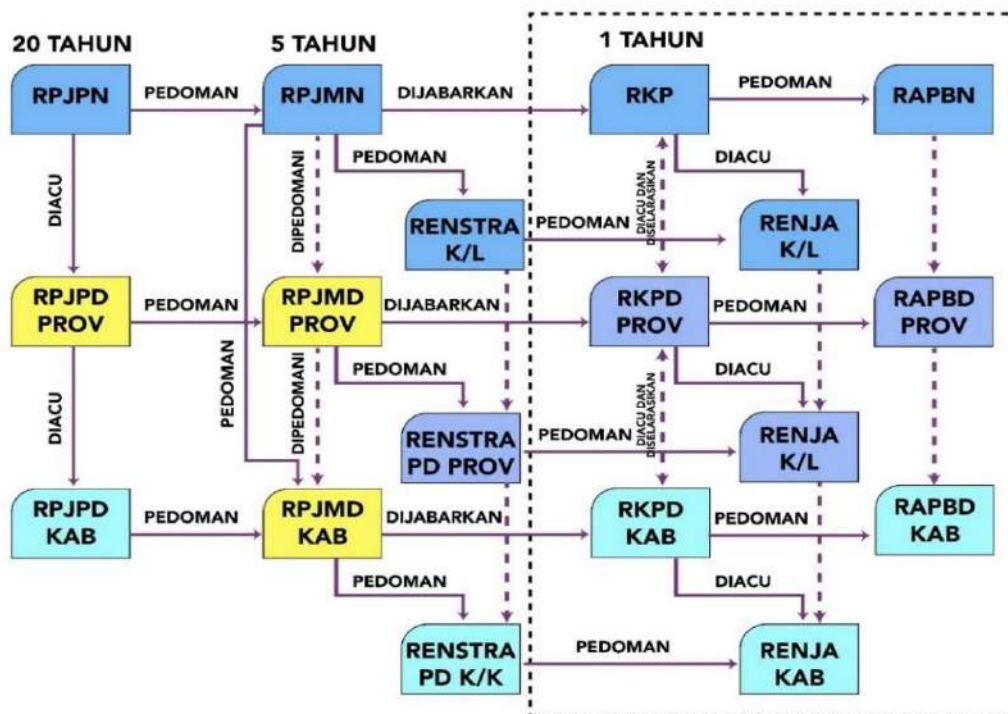 20 TAHUN
5 TAHUN
1 TAHUN
RPJPN
PEDOMAN
RPJMN
DIJABARKAN
RKP
PEDOMAN
RAPBN
DIACU
DIPEDOMANI
PEDOMAN
DIACU DAN
DISELARASIKAN
DIACU
RENSTRA
K/L
PEDOMAN
RENJA
K/L
RPJPD
PROV
PEDOMAN
RPJMD
PROV
DIJABARKAN
RKPD
PROV
PEDOMAN
RAPBD
PROV
DIACU
PEDOMAN
DIPEDOMANI
PEDOMAN
DIACU DAN
DISELARASIKAN
DIACU
RENSTRA
PD PROV
PEDOMAN
RENJA
K/L
RPJPD
KAB
PEDOMAN
RPJMD
KAB
DIJABARKAN
RKPD
KAB
PEDOMAN
RAPBD
KAB
PEDOMAN
DIACU
RENSTRA
PD K/K
PEDOMAN
RENJA
KAB